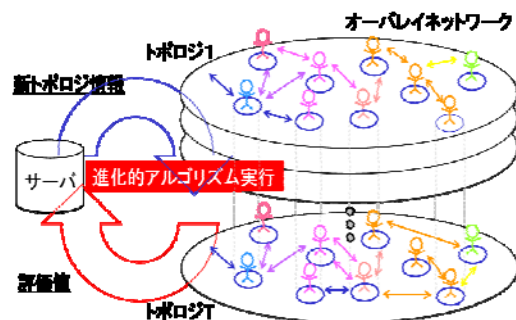 オーバレイネットワーク
トポロジ1
新トポロジ情報
サーバ
進化的アルゴリズム実行
評価値
トポロジT